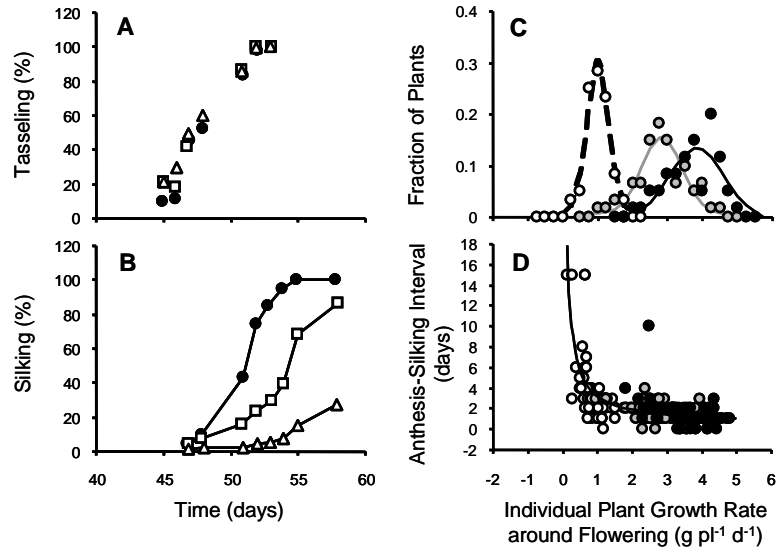 A
Tasseling (%)
120
100
80
60
40
20
0
B
Silking (%)
120
100
80
60
40
20
0
40 45 50 55 60
Time (days)
C
Fraction of Plants
0.4
0.3
0.2
0.1
0
D
Anthesis-Silking Interval
(days)
18
16
14
12
10
8
6
4
2
0
-2
-2 -1 0 1 2 3 4 5 6
Individual Plant Growth Rate
around Flowering (g pl-1 d-1)